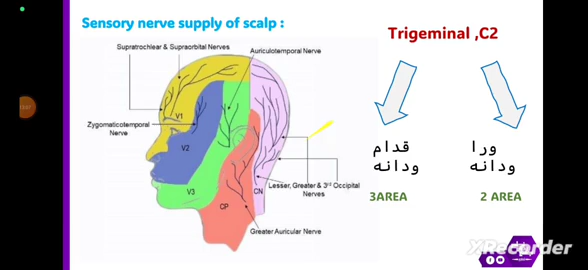 Sensory nerve supply of scalp :
Trigeminal ,C2
Supratrochlear & Supraorbital Nerves
Auriculotemporal Nerve
V1
Zygomaticotemporal
Nerve
V2
V3
CP
CN
Lesser, Greater & 3rd Occipital
Nerves
Greater Auricular Nerve
قدام
ودانه
3AREA
ورا
ودانه
2 AREA
XRecorder